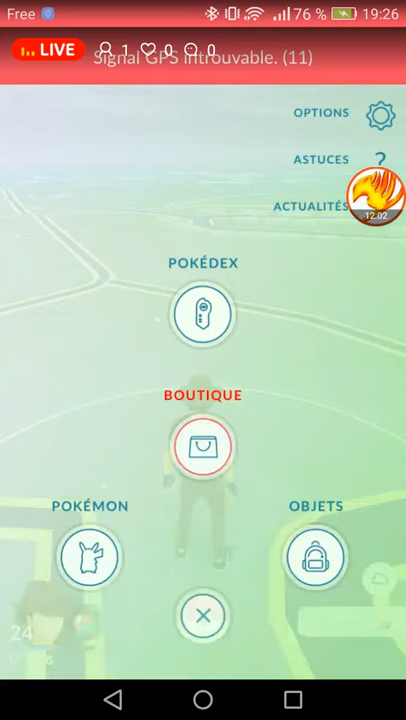 Free 76 % 19:26
LIVE 1 0 0
Signal GPS introuvable. (11)
OPTIONS
ASTUCES ?
ACTUALITÉS
12:02
POKÉDEX
BOUTIQUE
POKÉMON OBJETS
24